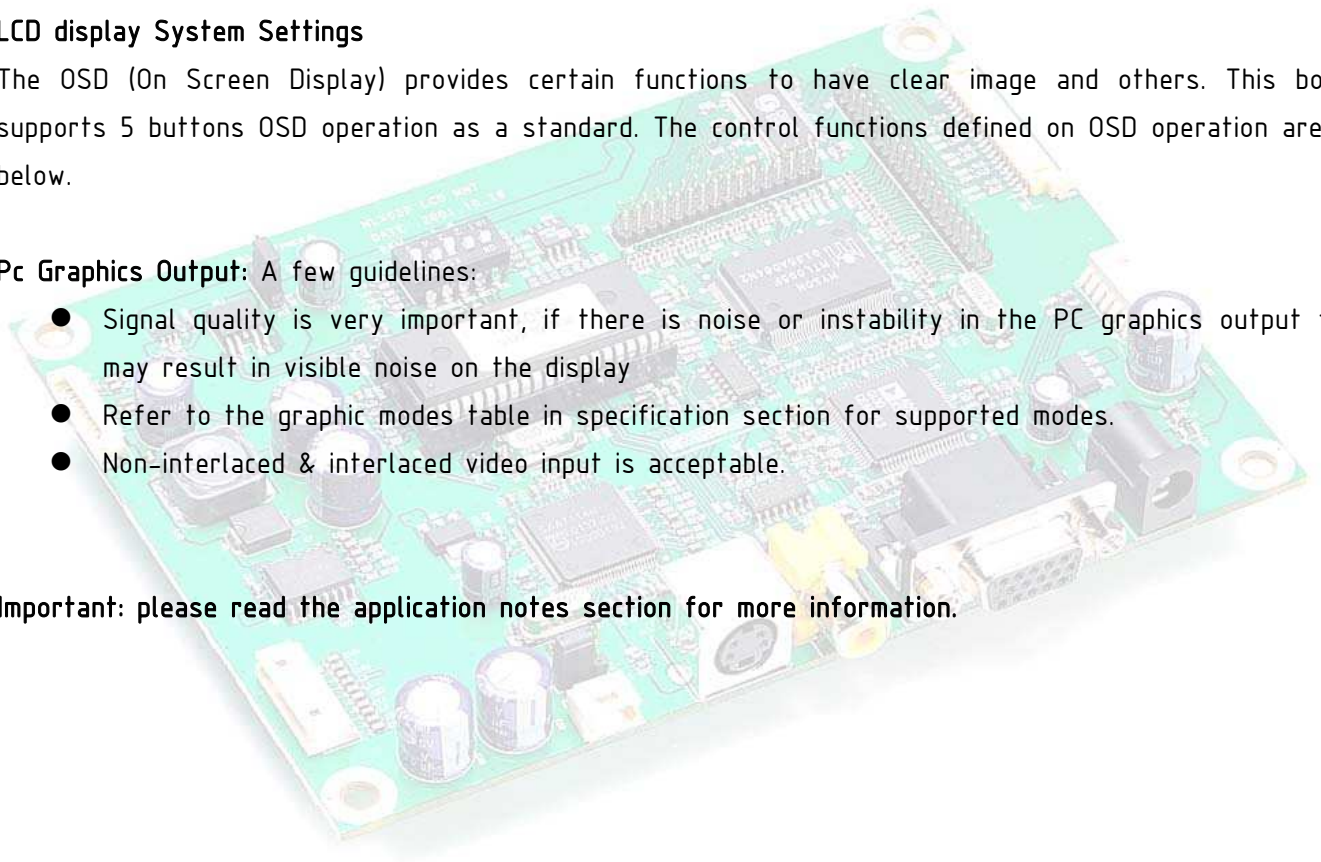 LCD display System Settings
The OSD (On Screen Display) provides certain functions to have clear image and others. This bo
supports 5 buttons OSD operation as a standard. The control functions defined on OSD operation are
below.
Pc Graphics Output: A few guidelines:
● Signal quality is very important, if there is noise or instability in the PC graphics output
may result in visible noise on the display
● Refer to the graphic modes table in specification section for supported modes.
● Non-interlaced & interlaced video input is acceptable.
Important: please read the application notes section for more information.